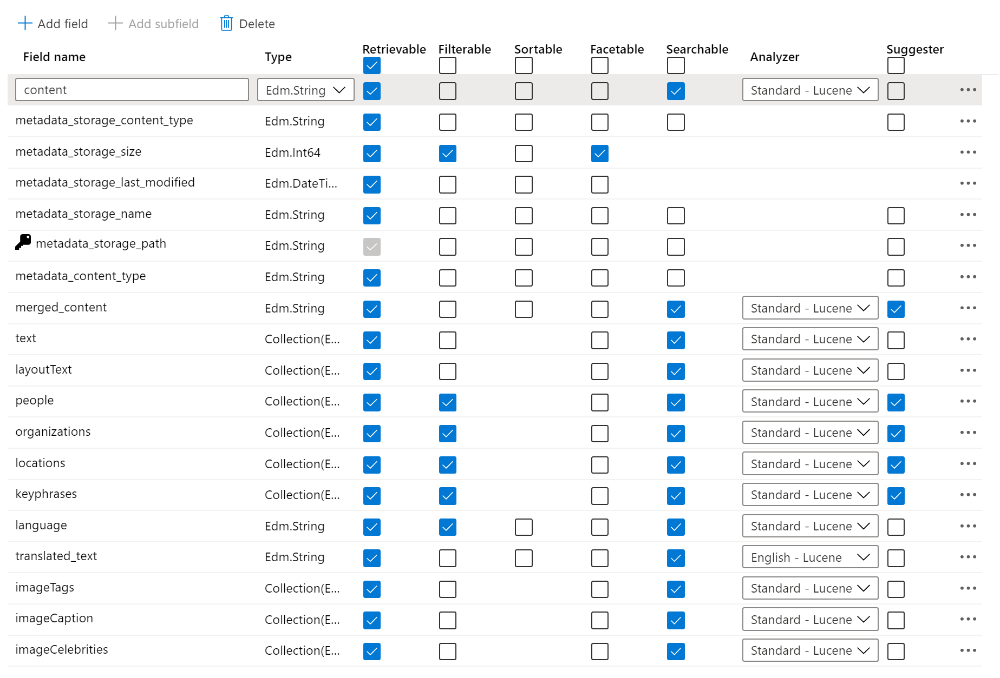 Add field Add subfield Delete
Field name Type Retrievable Filterable Sortable Facetable Searchable Analyzer Suggester
content Edm.String Standard - Lucene
metadata_storage_content_type Edm.String
metadata_storage_size Edm.Int64
metadata_storage_last_modified Edm.DateTi...
metadata_storage_name Edm.String
metadata_storage_path Edm.String
metadata_content_type Edm.String
merged_content Edm.String Standard - Lucene
text Collection(E... Standard - Lucene
layoutText Collection(E... Standard - Lucene
people Collection(E... Standard - Lucene
organizations Collection(E... Standard - Lucene
locations Collection(E... Standard - Lucene
keyphrases Collection(E... Standard - Lucene
language Edm.String Standard - Lucene
translated_text Edm.String English - Lucene
imageTags Collection(E... Standard - Lucene
imageCaption Collection(E... Standard - Lucene
imageCelebrities Collection(E... Standard - Lucene